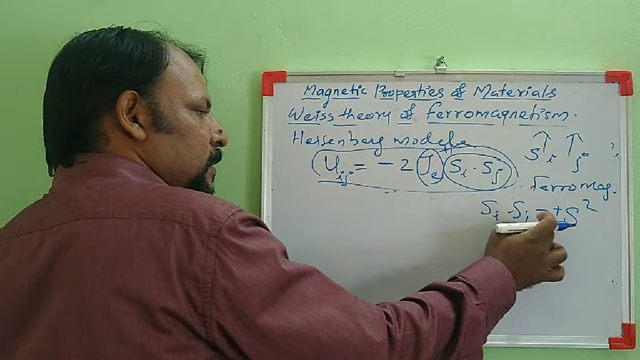 Magnetic Properties of Materials
Weiss theory of ferromagnetism.
Heisenberg model
U_ij = - 2 J_e S_i · S_j
S_i ↑ ↑ j
Ferromag.
S_i · S_j = + S²